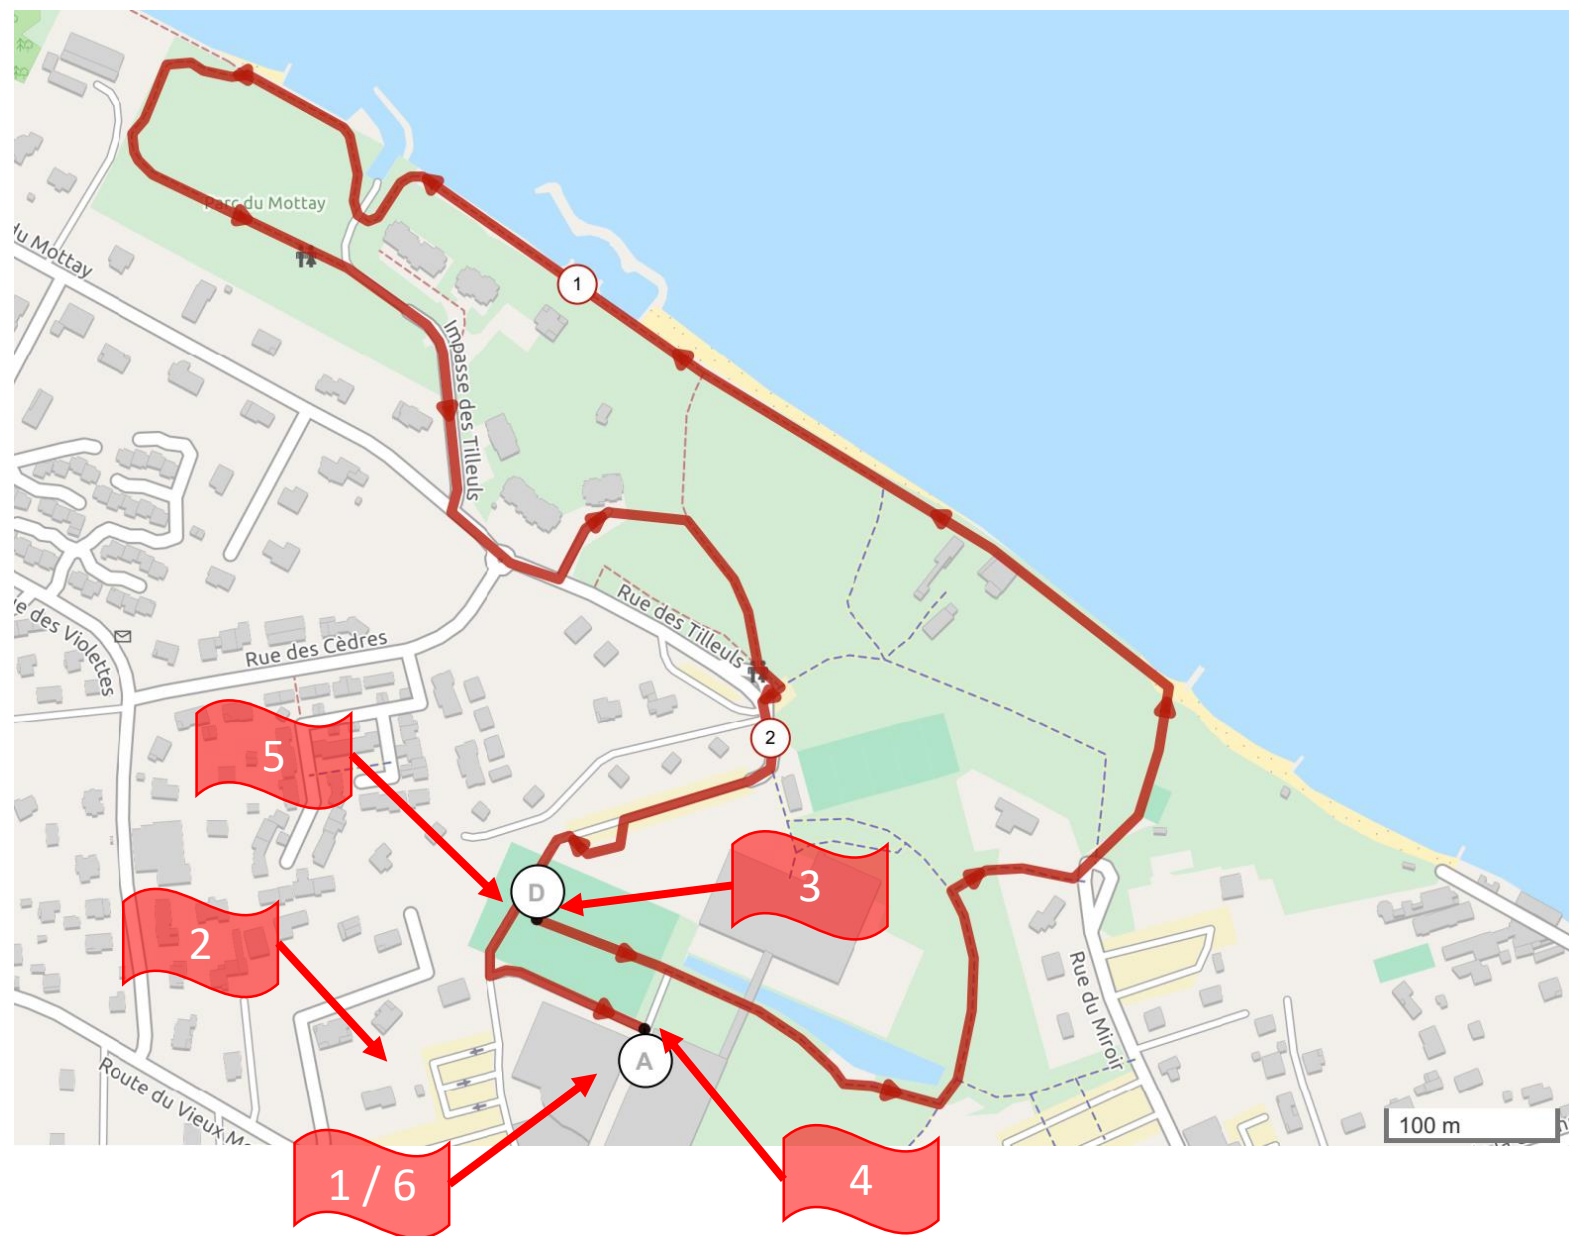 Parc du Mottay
du Mottay
1
Impasse des Tilleuls
Rue des Tilleuls
Rue des Cèdres
des Violettes
2
5
D
3
2
A
Rue du Miroir
Route du Vieux
100 m
1 / 6
4